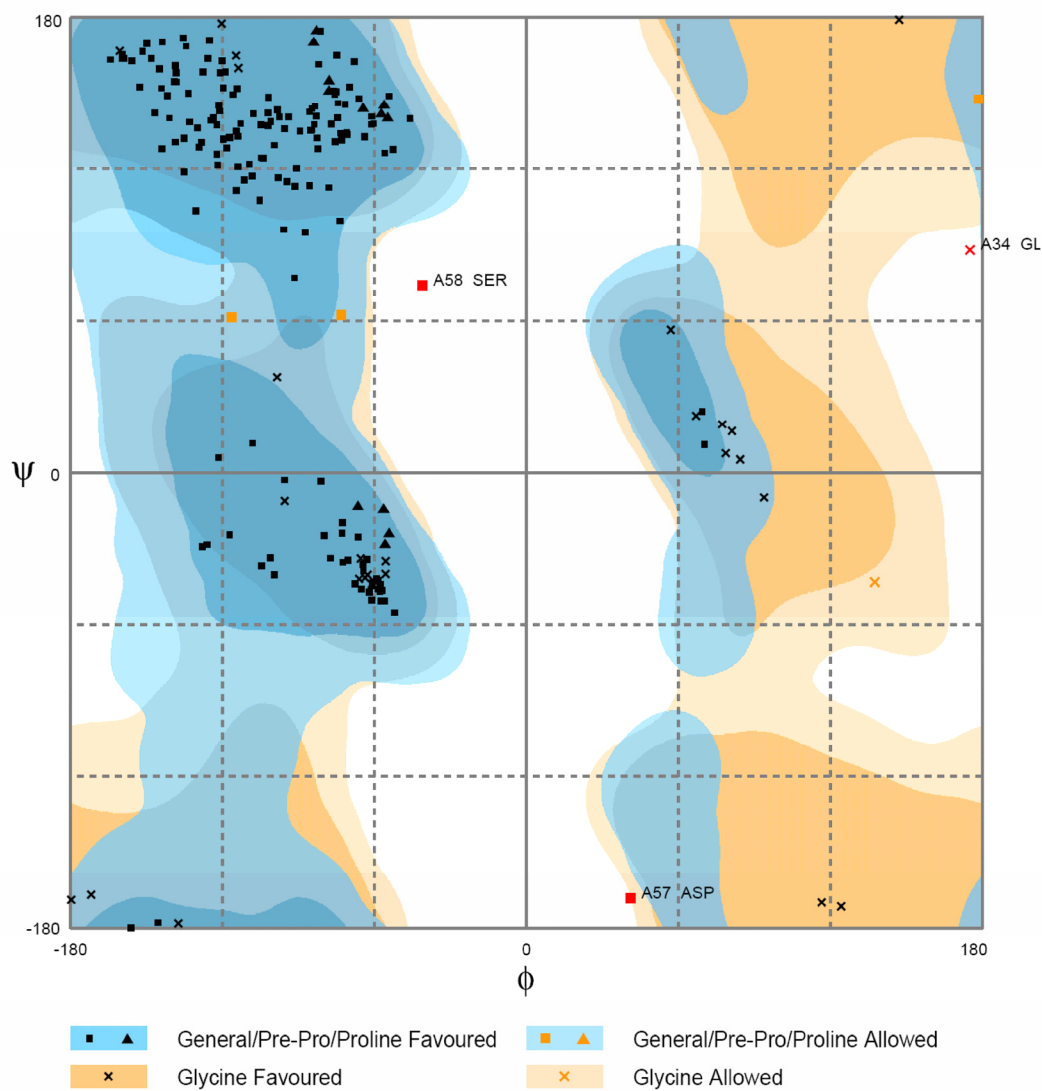 180
A34 GL
A58 SER
ψ
0
A57 ASP
-180
-180
0
180
ϕ
General/Pre-Pro/Proline Favoured
General/Pre-Pro/Proline Allowed
Glycine Favoured
Glycine Allowed